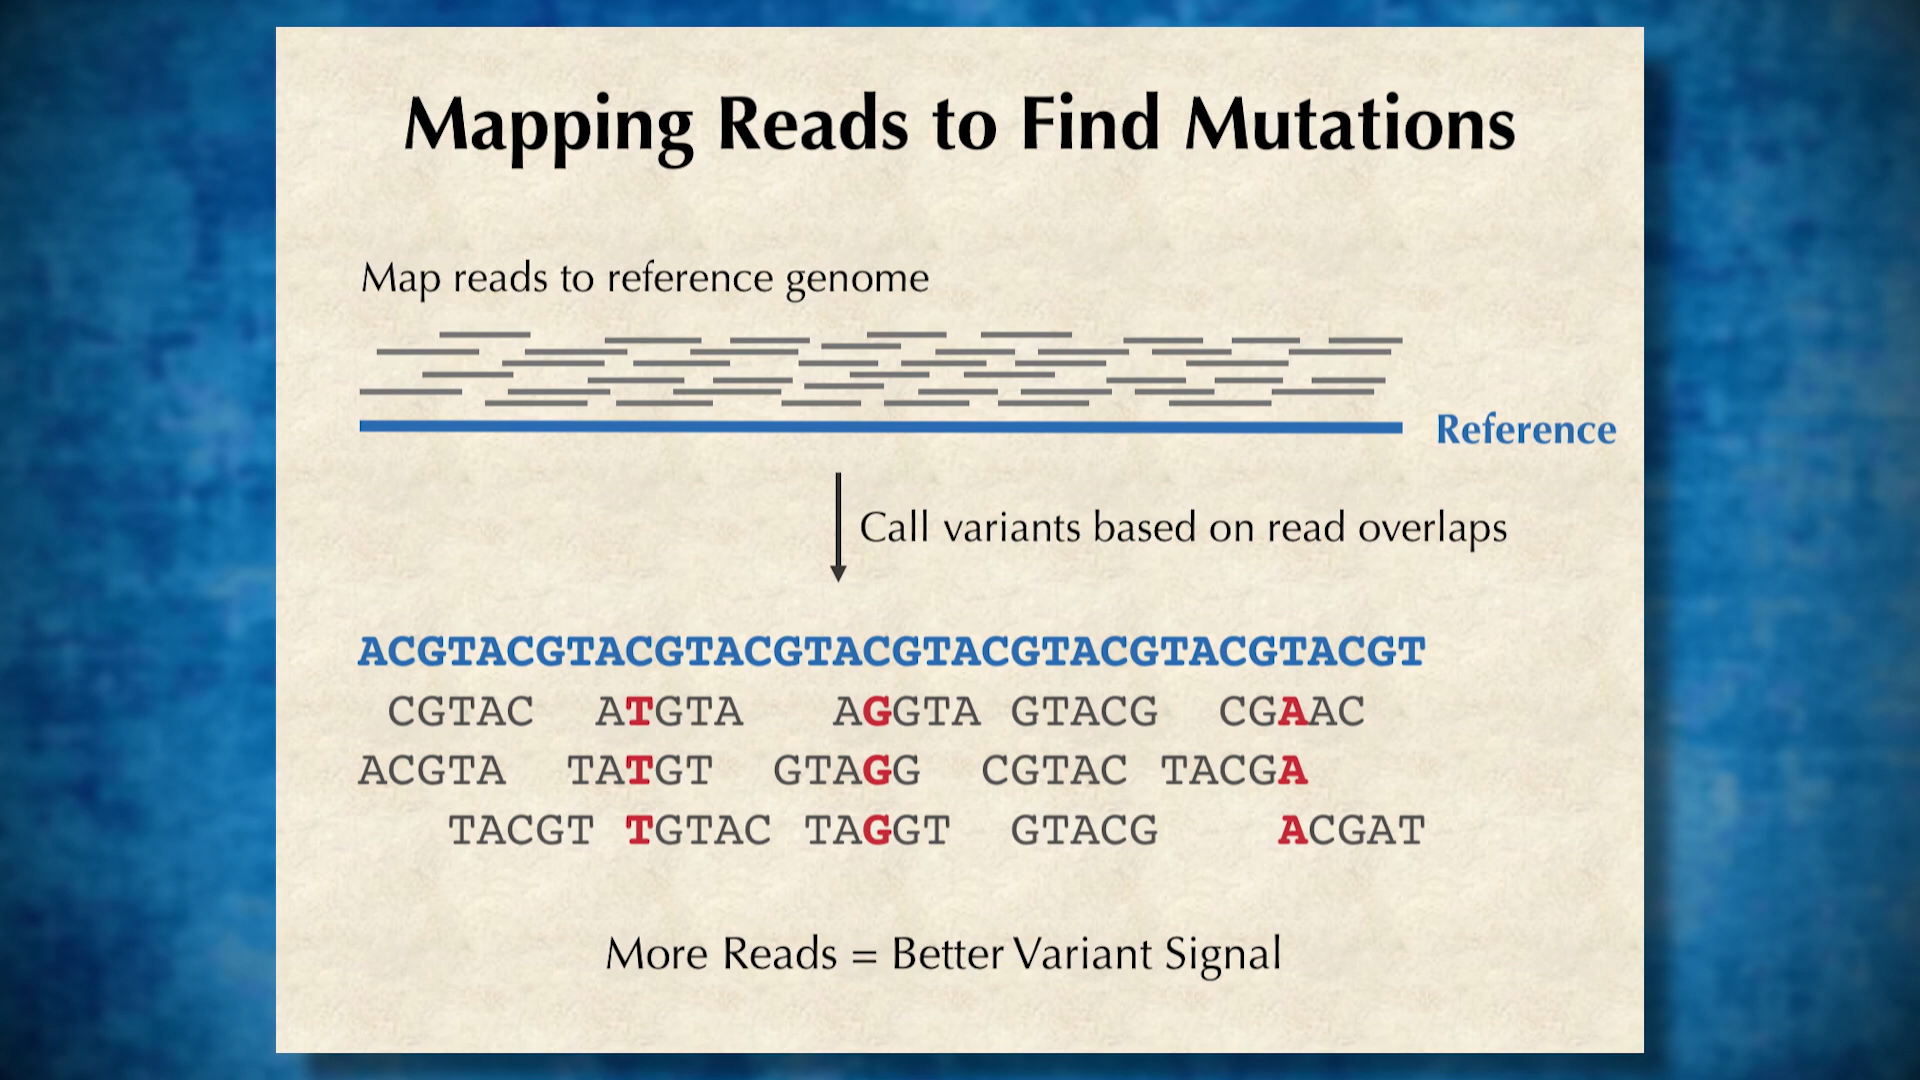 Mapping Reads to Find Mutations
Map reads to reference genome
Reference
Call variants based on read overlaps
ACGTACGTACGTACGTACGTACGTACGTACGTACGT
CGTAC ATGTA AGGTA GTACG CGAAC
ACGTA TATGT GTAGG CGTAC TACGA
TACGT TGTAC TAGGT GTACG ACGAT
More Reads = Better Variant Signal